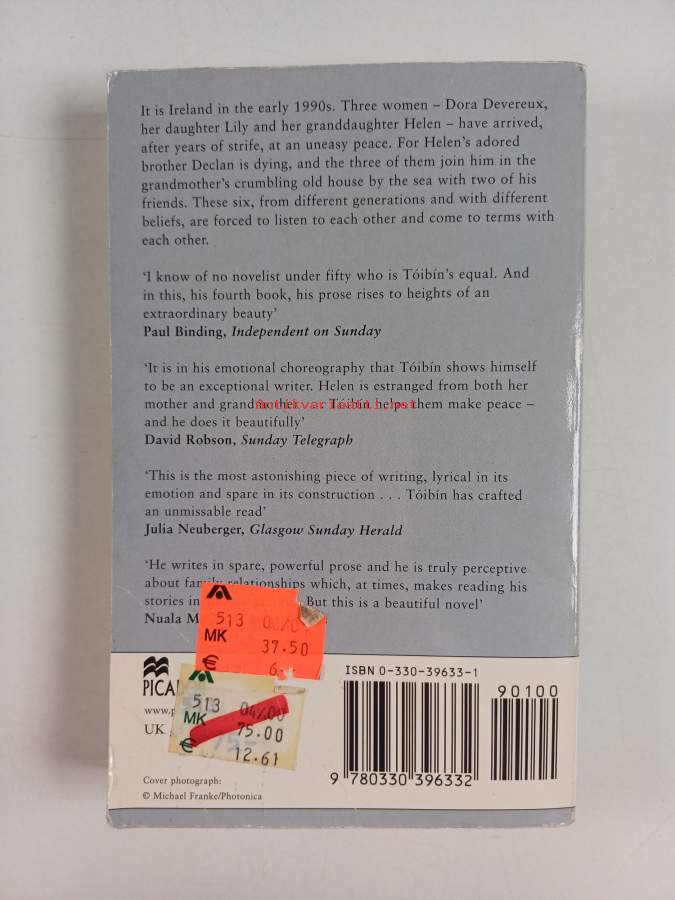 It is Ireland in the early 1990s. Three women – Dora Devereux,
her daughter Lily and her granddaughter Helen – have arrived,
after years of strife, at an uneasy peace. For Helen's adored
brother Declan is dying, and the three of them join him in the
grandmother's crumbling old house by the sea with two of his
friends. These six, from different generations and with different
beliefs, are forced to listen to each other and come to terms with
each other.
'I know of no novelist under fifty who is Tóibín's equal. And
in this, his fourth book, his prose rises to heights of an
extraordinary beauty'
Paul Binding, Independent on Sunday
'It is in his emotional choreography that Tóibín shows himself
to be an exceptional writer. Helen is estranged from both her
mother and grandmother . . . Tóibín helps them make peace –
antikvariaatti.net
and he does it beautifully'
David Robson, Sunday Telegraph
'This is the most astonishing piece of writing, lyrical in its
emotion and spare in its construction . . . Tóibín has crafted
an unmissable read'
Julia Neuberger, Glasgow Sunday Herald
'He writes in spare, powerful prose and he is truly perceptive
about family relationships which, at times, makes reading his
stories in But this is a beautiful novel'
Nuala
513
MK 37.50
€
ISBN 0-330-39633-1
90100
513 04/00
MK 75.00
€ 12.61
UK
9 780330 396332
Cover photograph:
© Michael Franke/Photonica